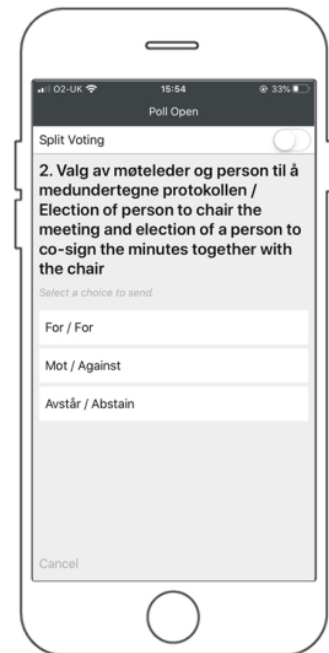 O2-UK 15:54 33%
Poll Open
Split Voting
2. Valg av møteleder og person til å
medundertegne protokollen /
Election of person to chair the
meeting and election of a person to
co-sign the minutes together with
the chair
Select a choice to send.
For / For
Mot / Against
Avstår / Abstain
Cancel